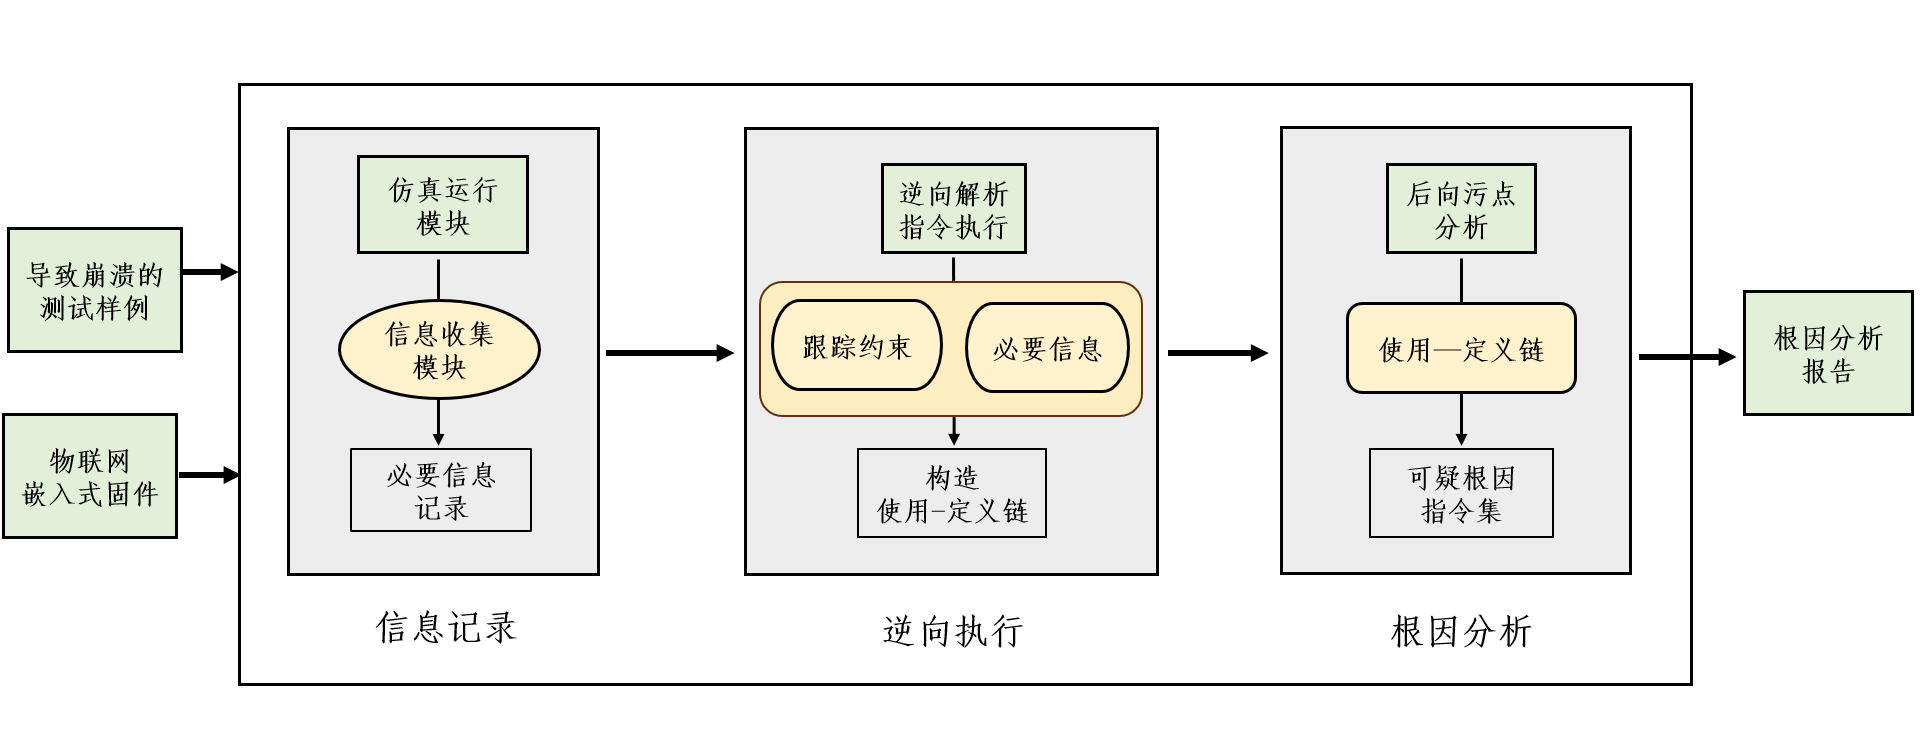 导致崩溃的
测试样例
物联网
嵌入式固件
仿真运行
模块
信息收集
模块
必要信息
记录
信息记录
逆向解析
指令执行
跟踪约束
必要信息
构造
使用-定义链
逆向执行
后向污点
分析
使用—定义链
可疑根因
指令集
根因分析
根因分析
报告